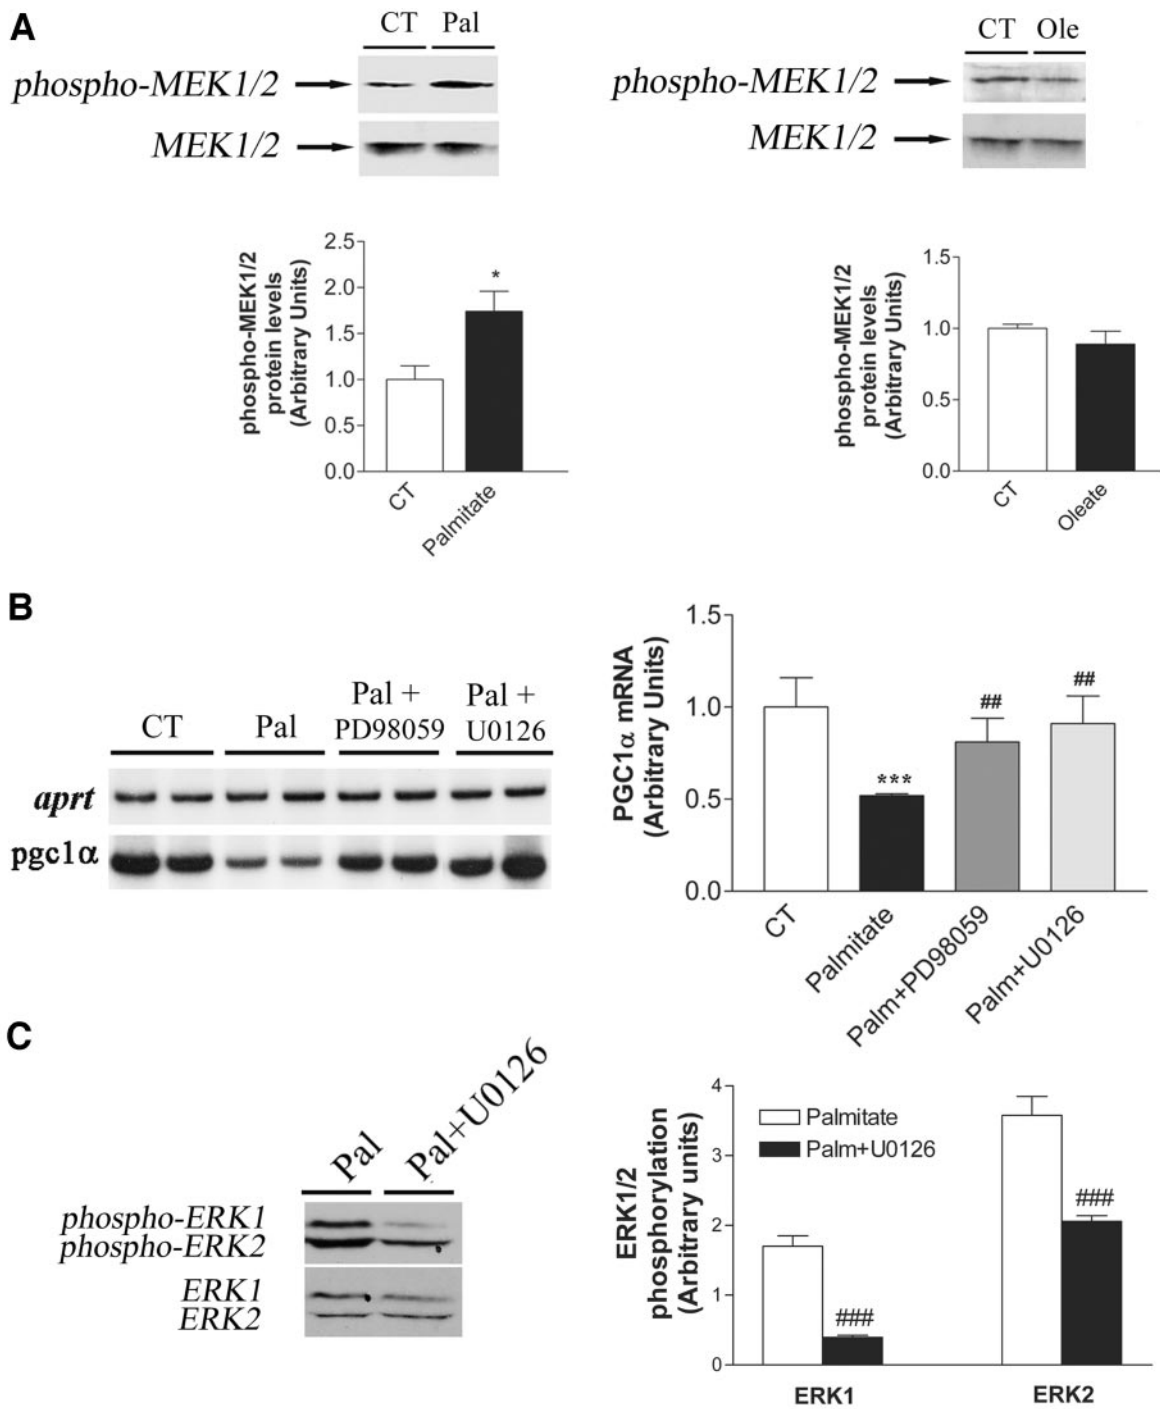 A
CT Pal
phospho-MEK1/2
MEK1/2
CT Ole
phospho-MEK1/2
MEK1/2
phospho-MEK1/2
protein levels
(Arbitrary Units)
2.5
2.0
1.5
1.0
0.5
0.0
*
CT
Palmitate
phospho-MEK1/2
protein levels
(Arbitrary Units)
1.5
1.0
0.5
0.0
CT
Oleate
B
CT
Pal
Pal +
PD98059
Pal +
U0126
aprt
pgc1α
PGC1α mRNA
(Arbitrary Units)
1.5
1.0
0.5
0.0
***
##
##
CT
Palmitate
Palm+PD98059
Palm+U0126
C
Pal
Pal+U0126
phospho-ERK1
phospho-ERK2
ERK1
ERK2
ERK1/2
phosphorylation
(Arbitrary units)
4
3
2
1
0
Palmitate
Palm+U0126
###
###
ERK1
ERK2